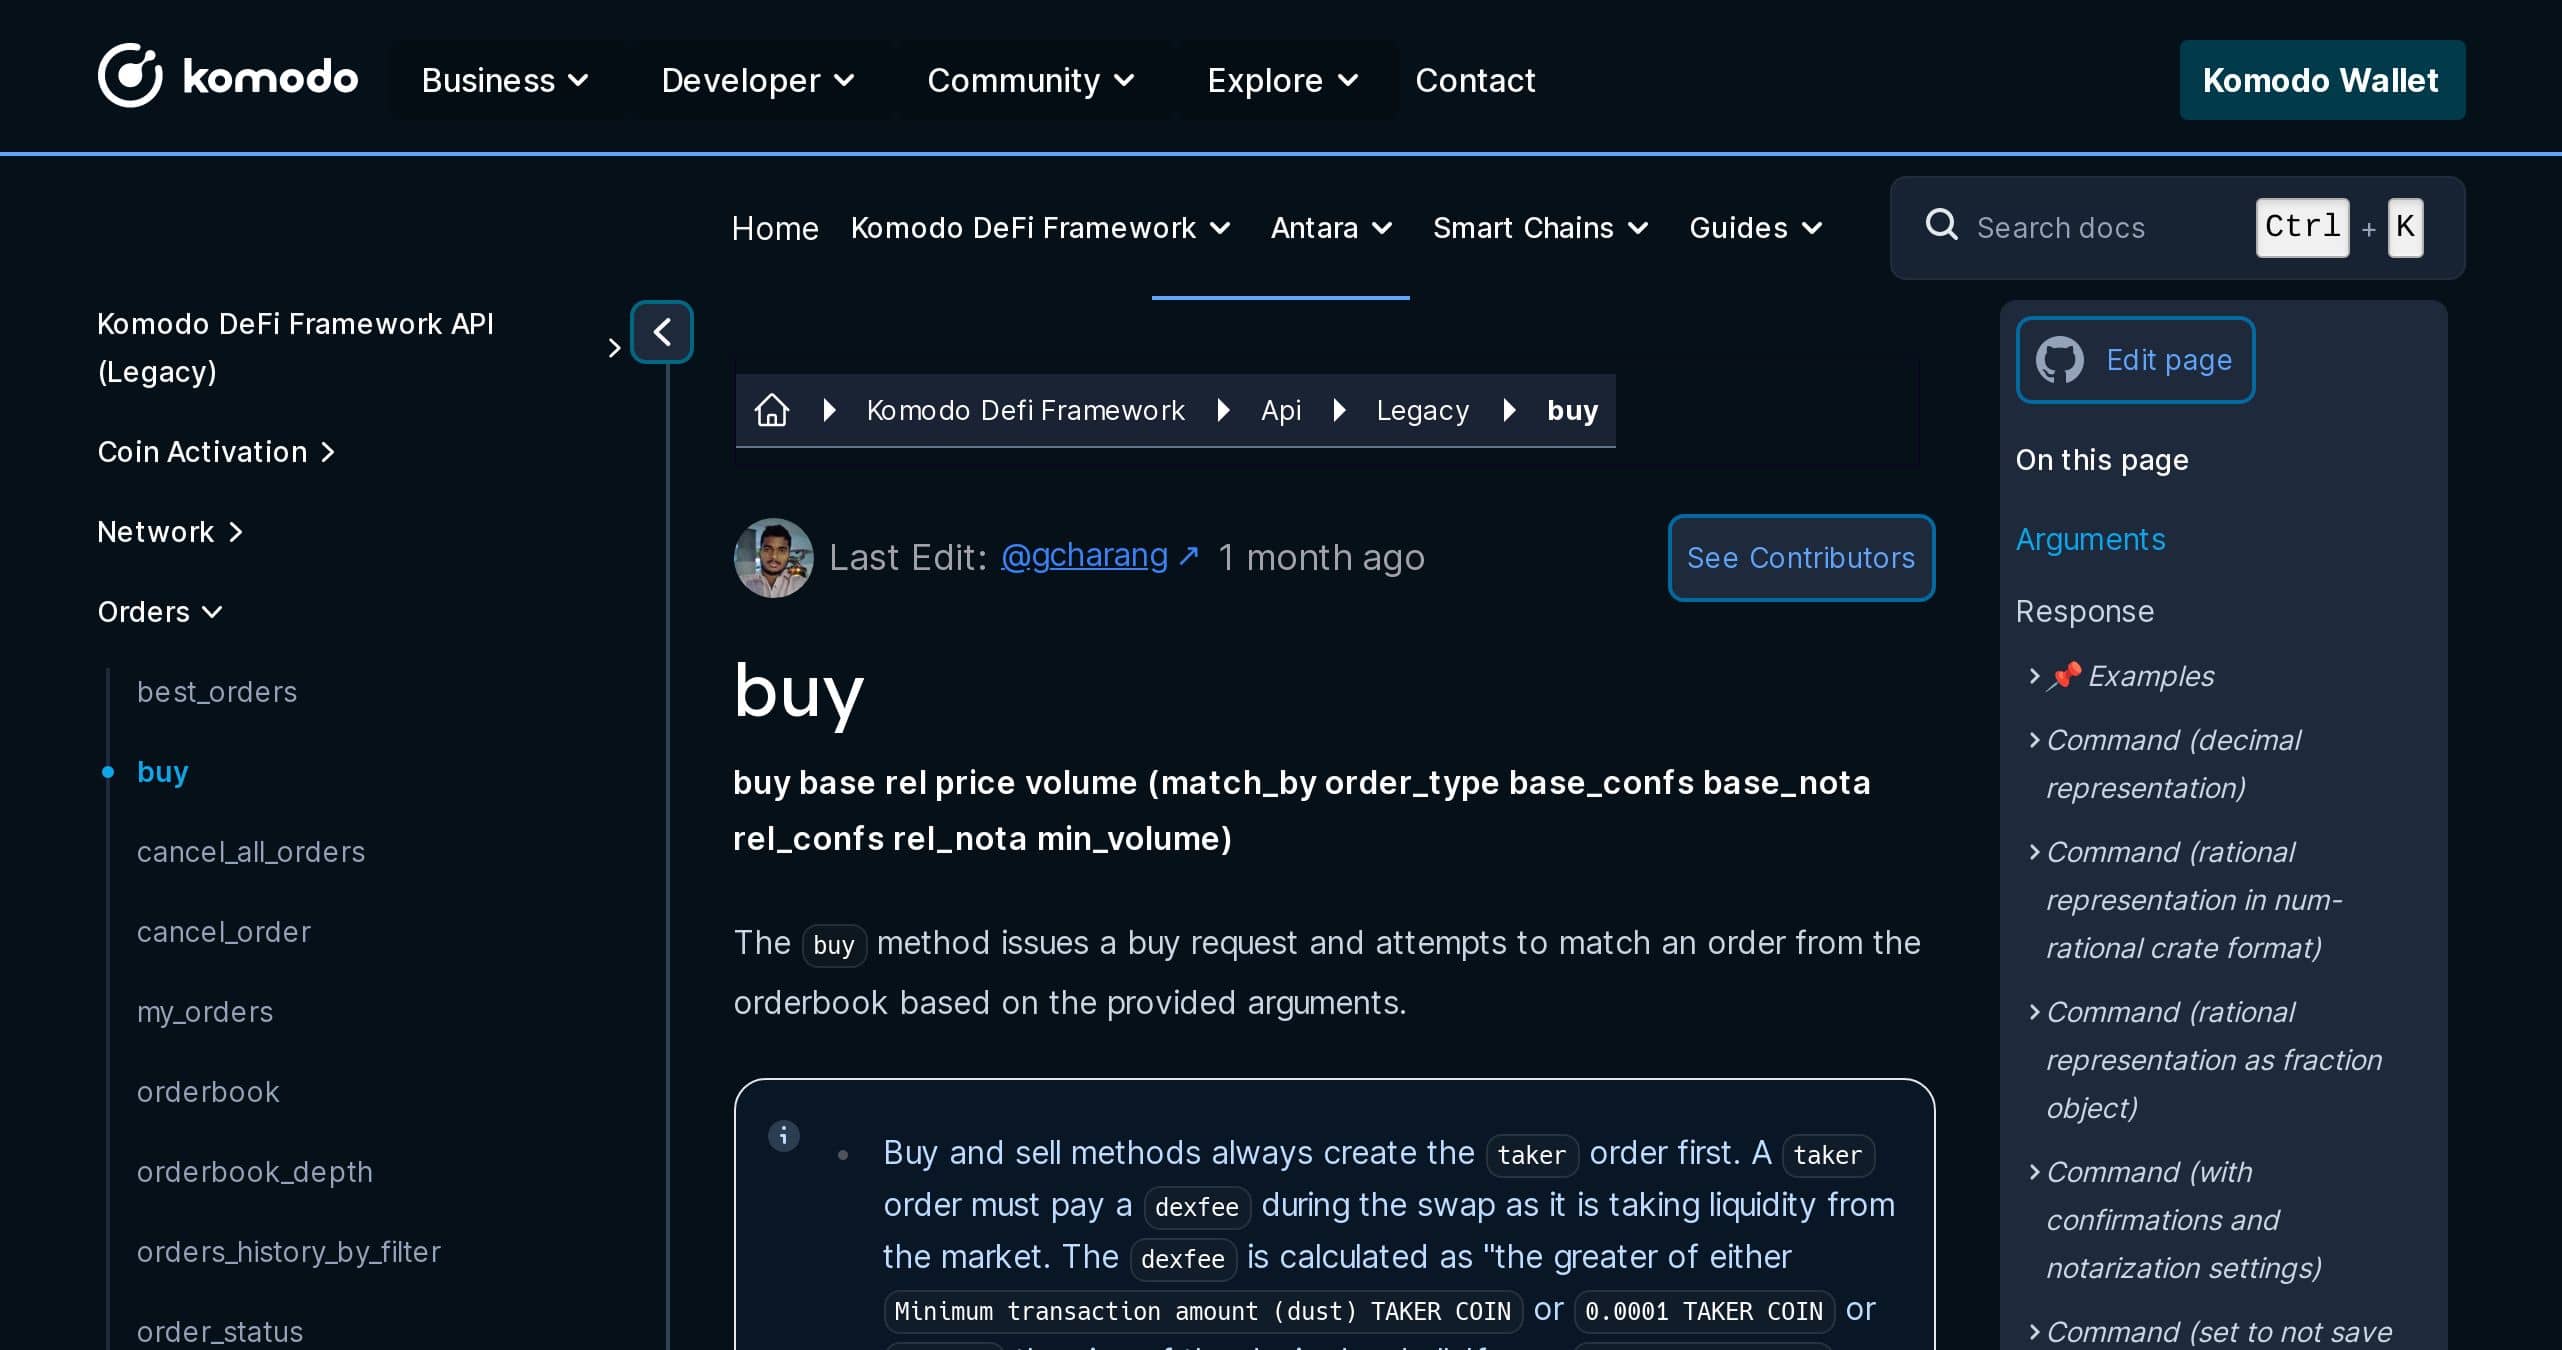 komodo
Business
Developer
Community
Explore
Contact
Komodo Wallet
Home
Komodo DeFi Framework
Antara
Smart Chains
Guides
Search docs
Ctrl + K
Komodo DeFi Framework API
(Legacy)
Coin Activation
Network
Orders
best_orders
buy
cancel_all_orders
cancel_order
my_orders
orderbook
orderbook_depth
orders_history_by_filter
order_status
Komodo Defi Framework
Api
Legacy
buy
Last Edit: @gcharang ↗ 1 month ago
See Contributors
buy
buy base rel price volume (match_by order_type base_confs base_nota
rel_confs rel_nota min_volume)
The buy method issues a buy request and attempts to match an order from the
orderbook based on the provided arguments.
Buy and sell methods always create the taker order first. A taker
order must pay a dexfee during the swap as it is taking liquidity from
the market. The dexfee is calculated as "the greater of either
Minimum transaction amount (dust) TAKER COIN or 0.0001 TAKER COIN or
Edit page
On this page
Arguments
Response
📌 Examples
Command (decimal
representation)
Command (rational
representation in num-
rational crate format)
Command (rational
representation as fraction
object)
Command (with
confirmations and
notarization settings)
Command (set to not save